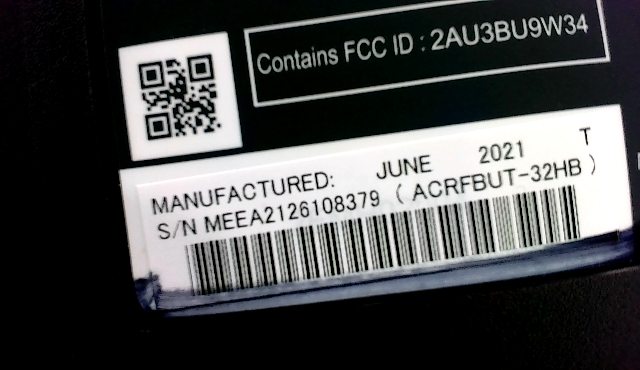 Contains FCC ID : 2AU3BU9W34
T
MANUFACTURED: JUNE 2021
S/N MEEA2126108379 ( ACRFBUT-32HB )